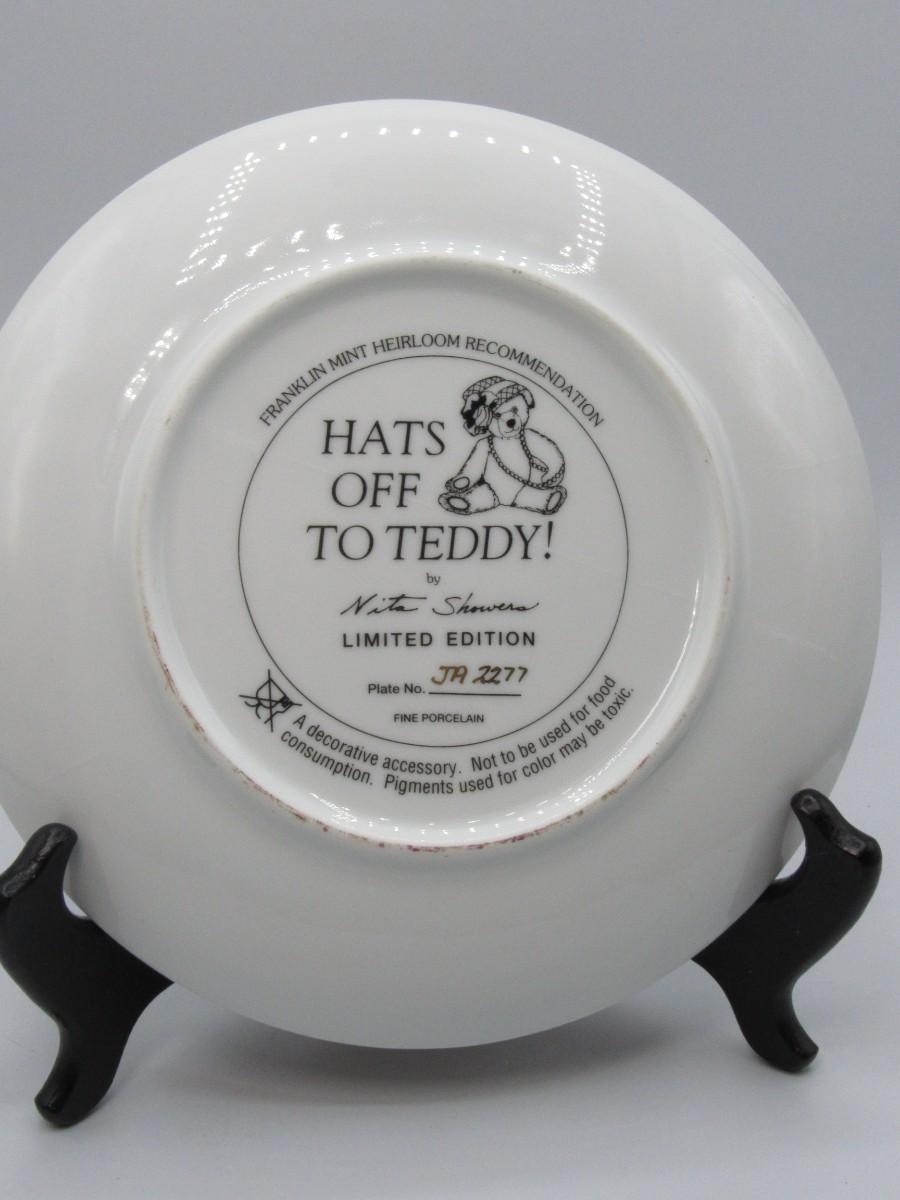 FRANKLIN MINT HEIRLOOM RECOMMENDATION
HATS
OFF
TO TEDDY!
by
Nita Showers
LIMITED EDITION
Plate No. JA 2277
FINE PORCELAIN
A decorative accessory. Not to be used for food
consumption. Pigments used for color may be toxic.